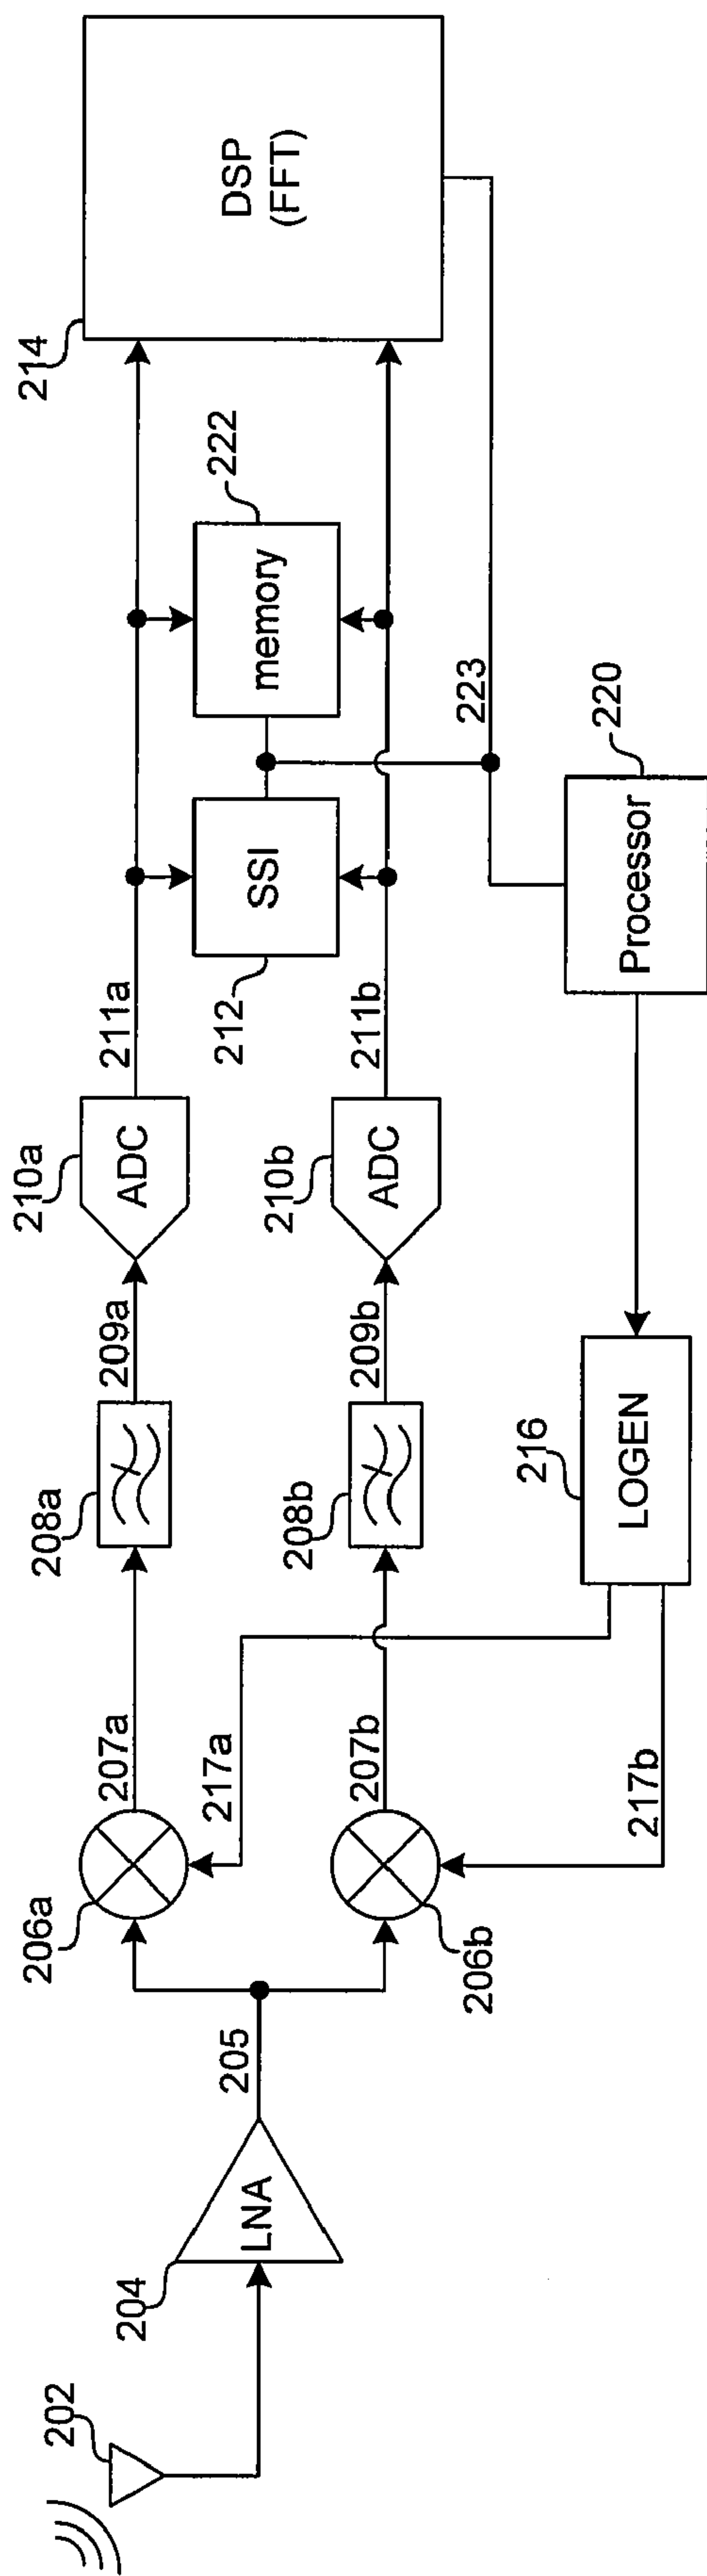 202
204
LNA
205
206a
206b
207a
217a
207b
217b
208a
208b
216
LOGEN
209a
209b
210a
ADC
210b
ADC
211a
211b
212
SSI
Processor
220
223
memory
222
214
DSP
(FFT)